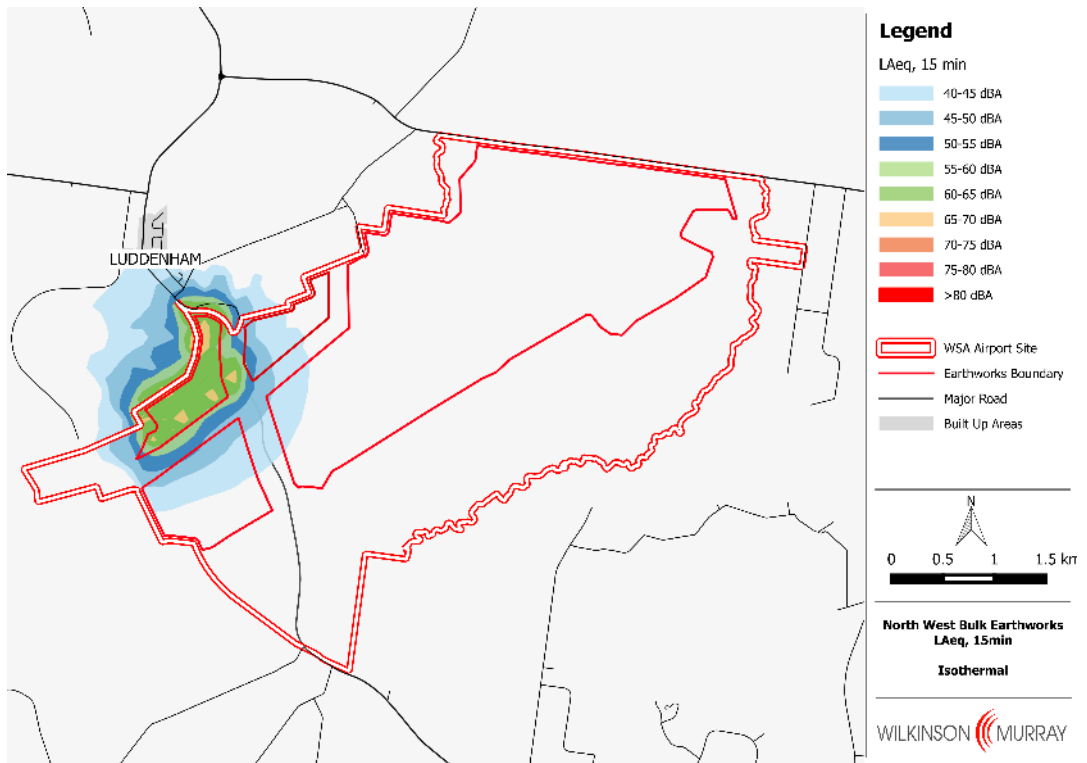 LUDDENHAM
Legend
LAeq, 15 min
40-45 dBA
45-50 dBA
50-55 dBA
55-60 dBA
60-65 dBA
65-70 dBA
70-75 dBA
75-80 dBA
>80 dBA
WSA Airport Site
Earthworks Boundary
Major Road
Built Up Areas
N
0 0.5 1 1.5 km
North West Bulk Earthworks
LAeq, 15min
Isothermal
WILKINSON MURRAY